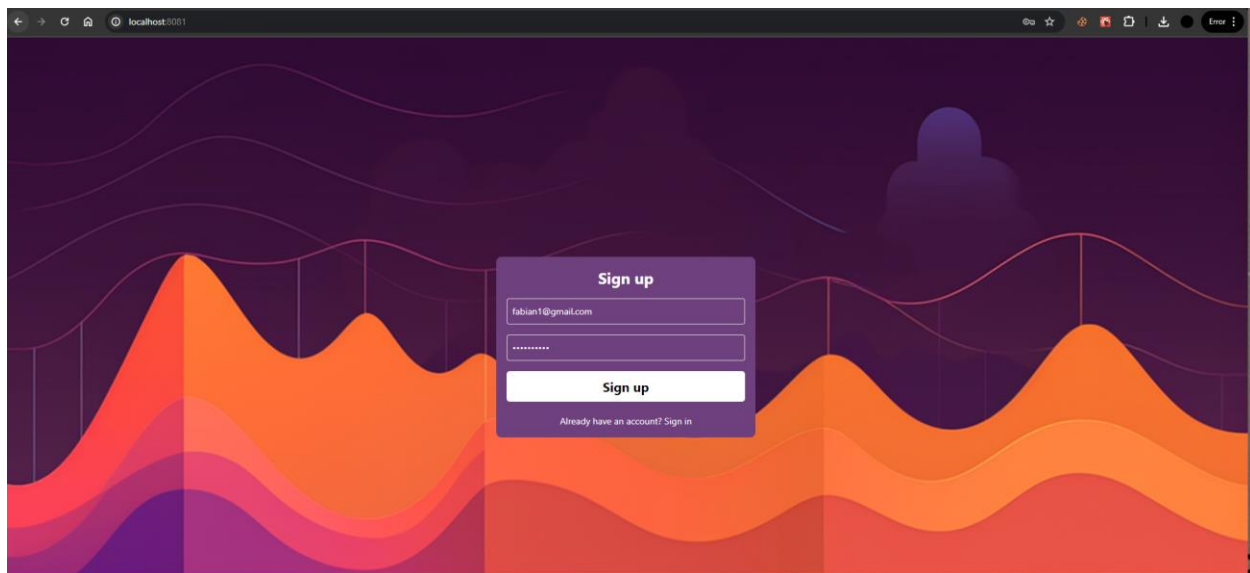 localhost:8081
Error
Sign up
fabian1@gmail.com
••••••••••
Sign up
Already have an account? Sign in